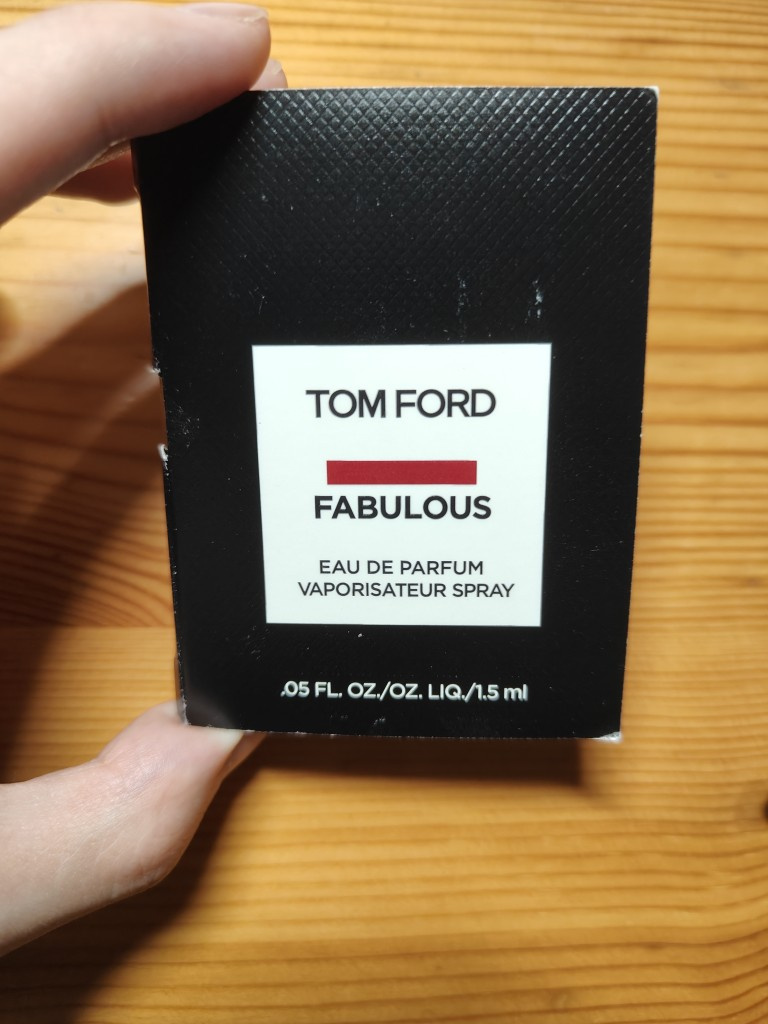 TOM FORD
FABULOUS
EAU DE PARFUM
VAPORISATEUR SPRAY
.05 FL. OZ./OZ. LIQ./1.5 ml